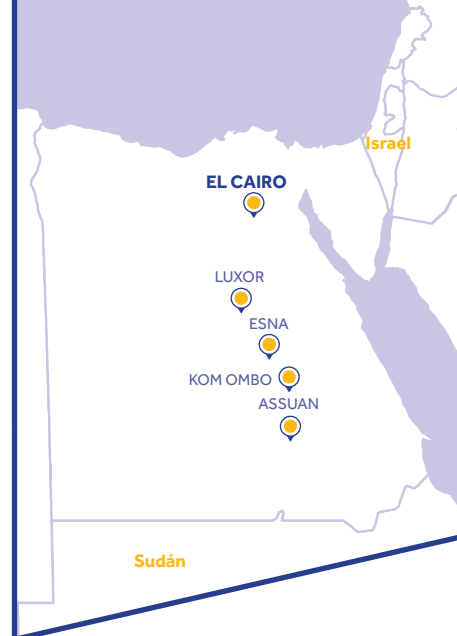 Israel
EL CAIRO
LUXOR
ESNA
KOM OMBO
ASSUAN
Sudán